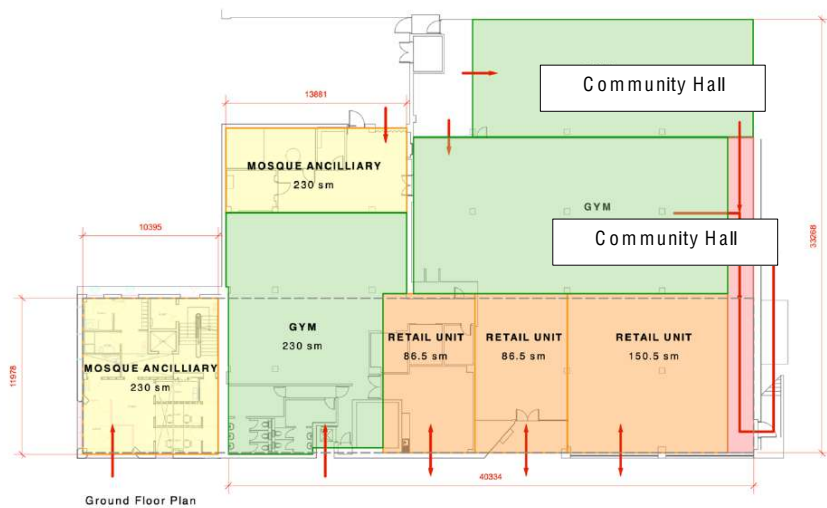 Community Hall
13881
MOSQUE ANCILLIARY
230 sm
GYM
Community Hall
33268
10395
11978
MOSQUE ANCILLIARY
230 sm
GYM
230 sm
RETAIL UNIT
86.5 sm
RETAIL UNIT
86.5 sm
RETAIL UNIT
150.5 sm
40334
Ground Floor Plan